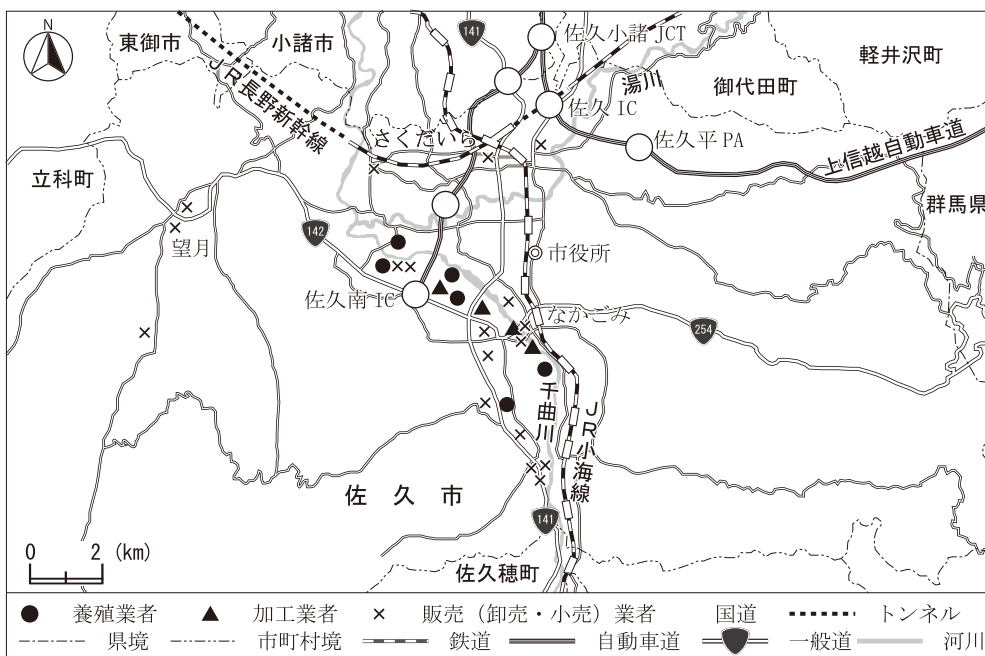 N
141
佐久小諸JCT
東御市
小諸市
軽井沢町
湯川
御代田町
JR長野新幹線
佐久IC
さくだいら
佐久平PA
上信越自動車道
立科町
群馬県
142
望月
市役所
佐久南IC
なかごみ
254
千曲川
JR小海線
佐久市
141
0 2 (km)
佐久穂町
養殖業者 加工業者 × 販売(卸売・小売)業者 国道 トンネル
県境 市町村境 鉄道 自動車道 一般道 河川